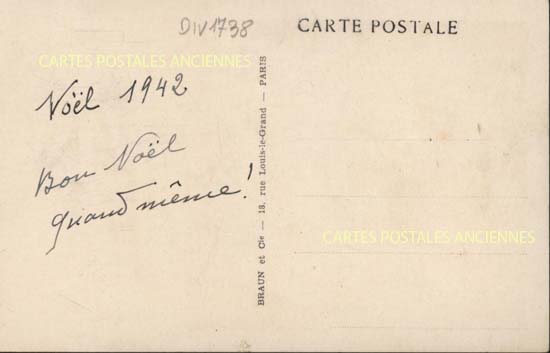 DIV1738
CARTE POSTALE
CARTES POSTALES ANCIENNES
Noël 1942
Bon Noël
quand même !
BRAUN et Cie — 18, rue Louis-le-Grand — PARIS
CARTES POSTALES ANCIENNES